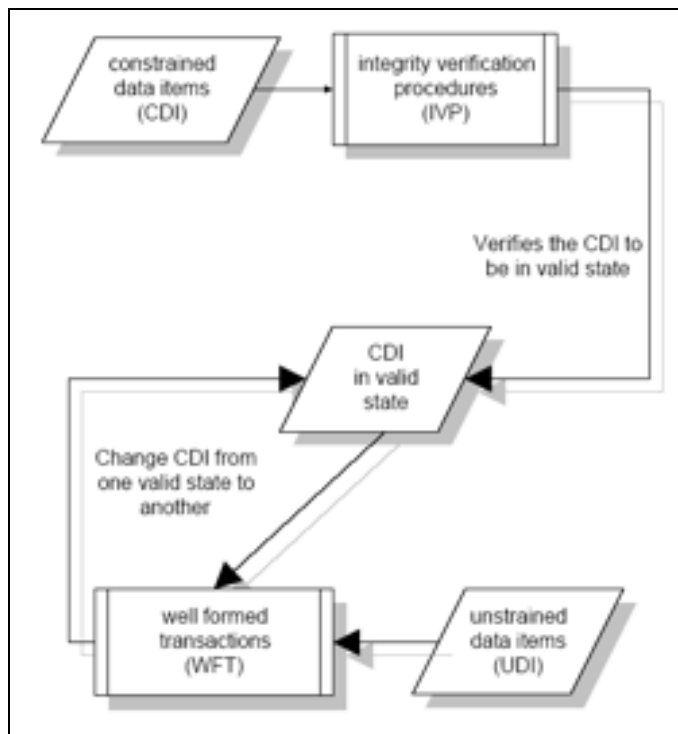 constrained
data items
(CDI)
integrity verification
procedures
(IVP)
Verifies the CDI to
be in valid state
CDI
in valid
state
Change CDI from
one valid state to
another
well formed
transactions
(WFT)
unstrained
data items
(UDI)